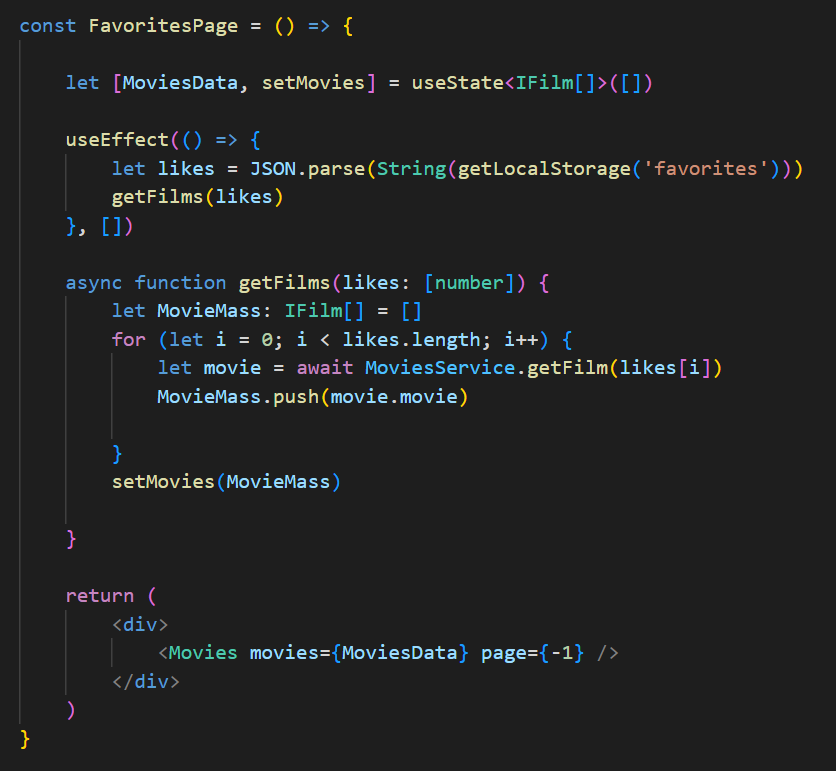 const FavoritesPage = () => {
let [MoviesData, setMovies] = useState<IFilm[]>([])
useEffect(() => {
let likes = JSON.parse(String(getLocalStorage('favorites')))
getFilms(likes)
}, [])
async function getFilms(likes: [number]) {
let MovieMass: IFilm[] = []
for (let i = 0; i < likes.length; i++) {
let movie = await MoviesService.getFilm(likes[i])
MovieMass.push(movie.movie)
}
setMovies(MovieMass)
}
return (
<div>
<Movies movies={MoviesData} page={-1} />
</div>
)
}